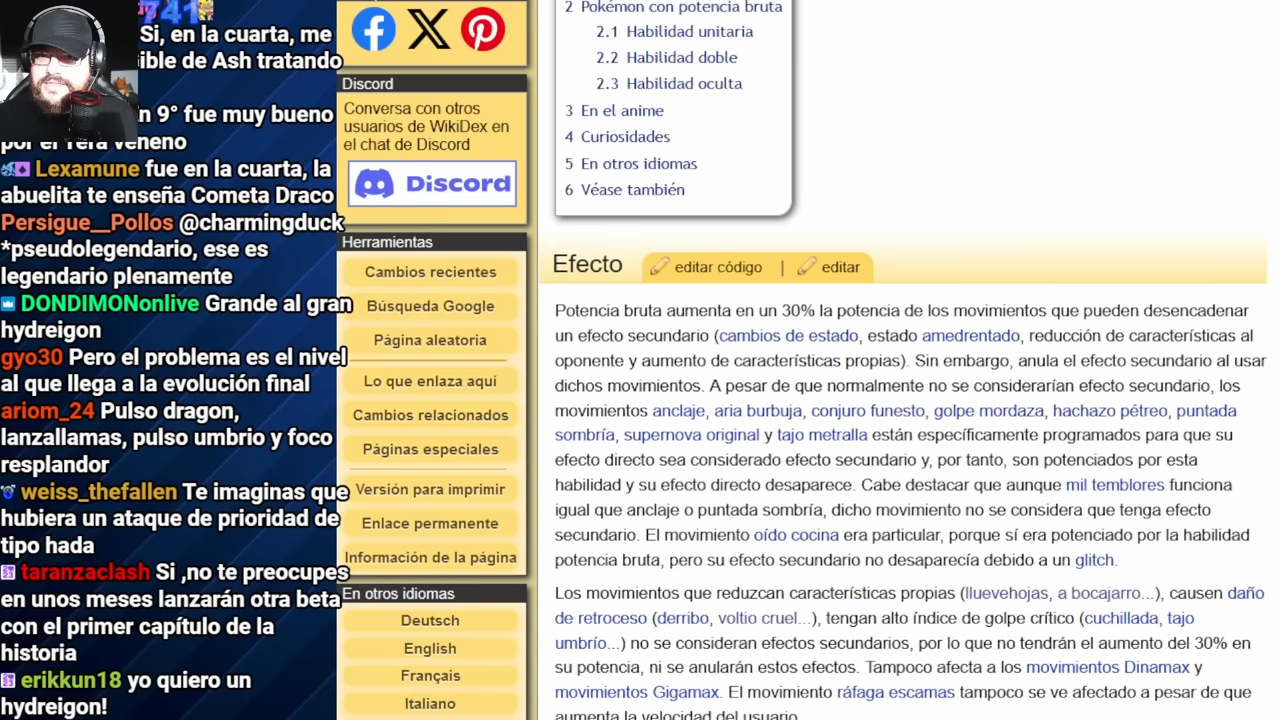 741
Si, en la cuarta, me
ible de Ash tratando
n 9° fue muy bueno
por el Tera veneno
Lexamune fue en la cuarta, la
abuelita te enseña Cometa Draco
Persigue__Pollos @charmingduck
*pseudolegendario, ese es
legendario plenamente
DONDIMONonlive Grande al gran
hydreigon
gyo30 Pero el problema es el nivel
al que llega a la evolución final
ariom_24 Pulso dragon,
lanzallamas, pulso umbrio y foco
resplandor
weiss_thefallen Te imaginas que
hubiera un ataque de prioridad de
tipo hada
taranzaclash Si ,no te preocupes
en unos meses lanzarán otra beta
con el primer capítulo de la
historia
erikkun18 yo quiero un
hydreigon!
Discord
Conversa con otros
usuarios de WikiDex en
el chat de Discord
Discord
Herramientas
Cambios recientes
Búsqueda Google
Página aleatoria
Lo que enlaza aquí
Cambios relacionados
Páginas especiales
Versión para imprimir
Enlace permanente
Información de la página
En otros idiomas
Deutsch
English
Français
Italiano
2 Pokémon con potencia bruta
2.1 Habilidad unitaria
2.2 Habilidad doble
2.3 Habilidad oculta
3 En el anime
4 Curiosidades
5 En otros idiomas
6 Véase también
Efecto editar código | editar
Potencia bruta aumenta en un 30% la potencia de los movimientos que pueden desencadenar
un efecto secundario (cambios de estado, estado amedrentado, reducción de características al
oponente y aumento de características propias). Sin embargo, anula el efecto secundario al usar
dichos movimientos. A pesar de que normalmente no se considerarían efecto secundario, los
movimientos anclaje, aria burbuja, conjuro funesto, golpe mordaza, hachazo pétreo, puntada
sombría, supernova original y tajo metralla están específicamente programados para que su
efecto directo sea considerado efecto secundario y, por tanto, son potenciados por esta
habilidad y su efecto directo desaparece. Cabe destacar que aunque mil temblores funciona
igual que anclaje o puntada sombría, dicho movimiento no se considera que tenga efecto
secundario. El movimiento oído cocina era particular, porque sí era potenciado por la habilidad
potencia bruta, pero su efecto secundario no desaparecía debido a un glitch.
Los movimientos que reduzcan características propias (lluevehojas, a bocajarro...), causen daño
de retroceso (derribo, voltio cruel...), tengan alto índice de golpe crítico (cuchillada, tajo
umbrío...) no se consideran efectos secundarios, por lo que no tendrán el aumento del 30% en
su potencia, ni se anularán estos efectos. Tampoco afecta a los movimientos Dinamax y
movimientos Gigamax. El movimiento ráfaga escamas tampoco se ve afectado a pesar de que
aumenta la velocidad del usuario.